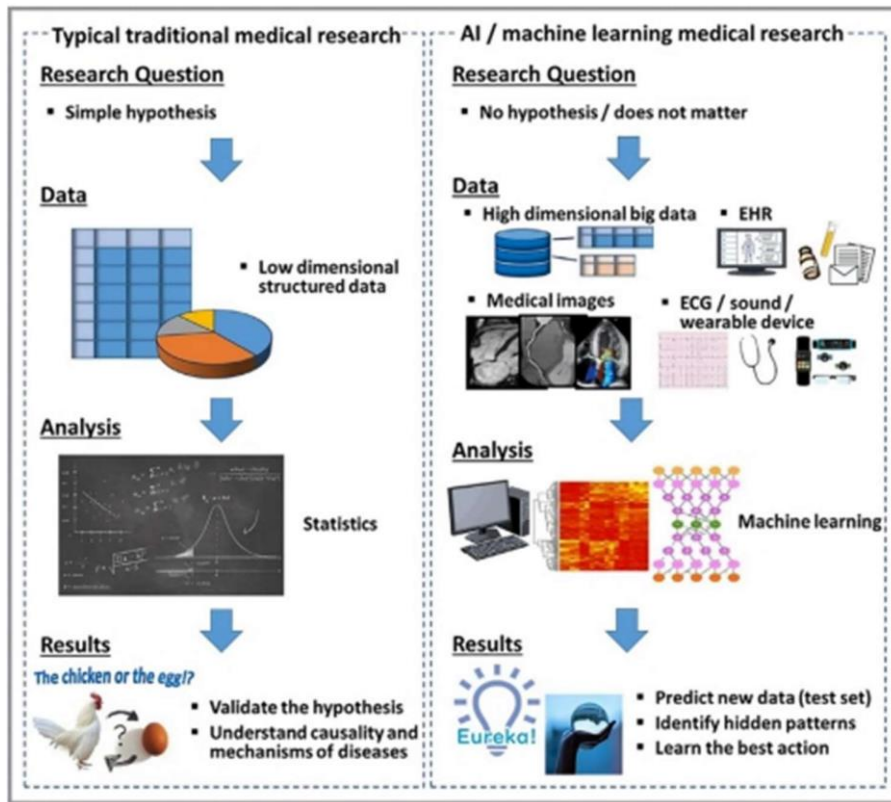 Typical traditional medical research
Research Question
▪ Simple hypothesis
Data
▪ Low dimensional
structured data
Analysis
Statistics
Results
The chicken or the egg!?
?
▪ Validate the hypothesis
▪ Understand causality and
mechanisms of diseases
AI / machine learning medical research
Research Question
▪ No hypothesis / does not matter
Data
▪ High dimensional big data
▪ EHR
▪ Medical images
▪ ECG / sound /
wearable device
Analysis
Machine learning
Results
Eureka!
▪ Predict new data (test set)
▪ Identify hidden patterns
▪ Learn the best action